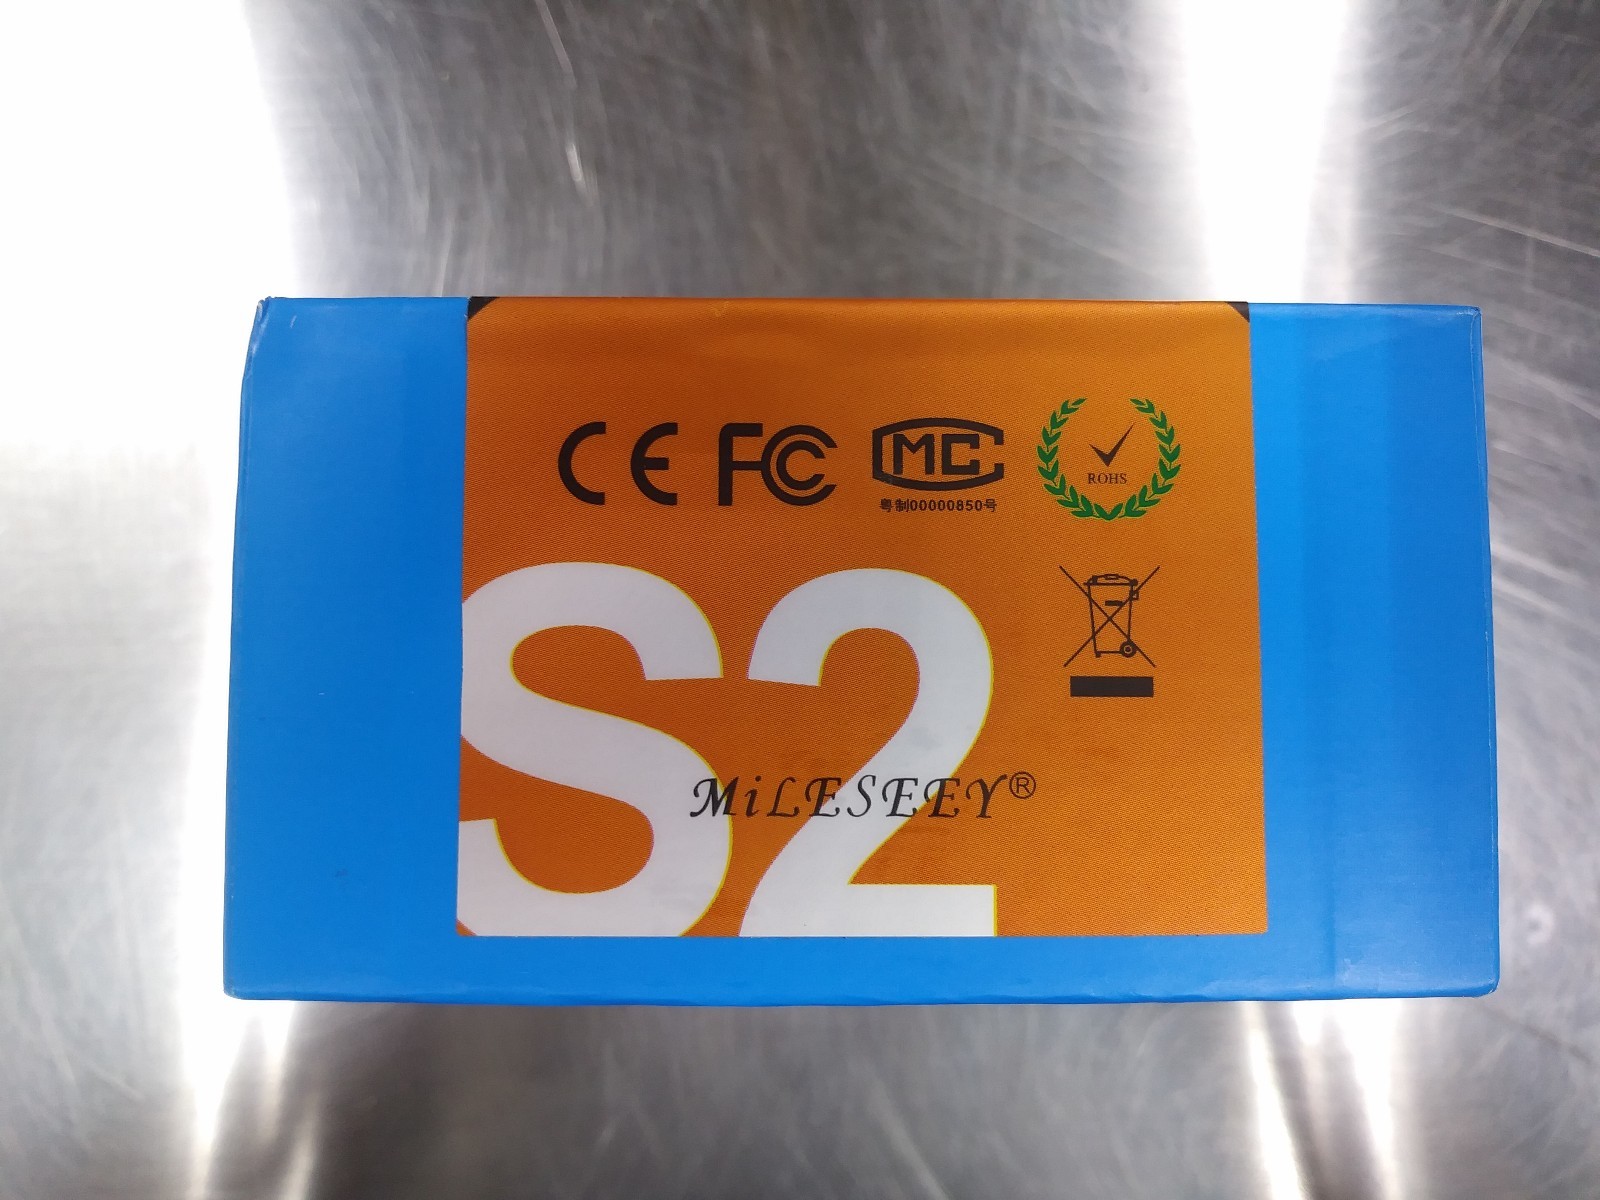 CE FC MC ROHS
粤制00000850号
S2
MiLESEEY®